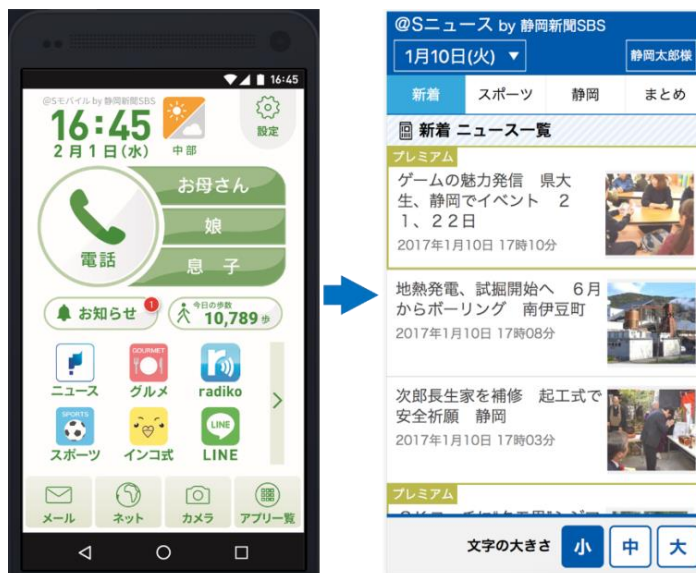 16:45
@Sモバイル by 静岡新聞SBS
16:45
2月1日(水)
中部
設定
お母さん
娘
息子
電話
お知らせ
1
今日の歩数
10,789歩
GOURMET
ニュース
グルメ
radiko
SPORTS
LINE
スポーツ
インコ式
LINE
メール
ネット
カメラ
アプリ一覧
@Sニュース by 静岡新聞SBS
1月10日(火) ▼
静岡太郎様
新着
スポーツ
静岡
まとめ
新着 ニュース一覧
プレミアム
ゲームの魅力発信 県大
生、静岡でイベント 2
1、22日
2017年1月10日 17時10分
地熱発電、試掘開始へ 6月
からボーリング 南伊豆町
2017年1月10日 17時08分
次郎長生家を補修 起工式で
安全祈願 静岡
2017年1月10日 17時03分
プレミアム
文字の大きさ
小
中
大